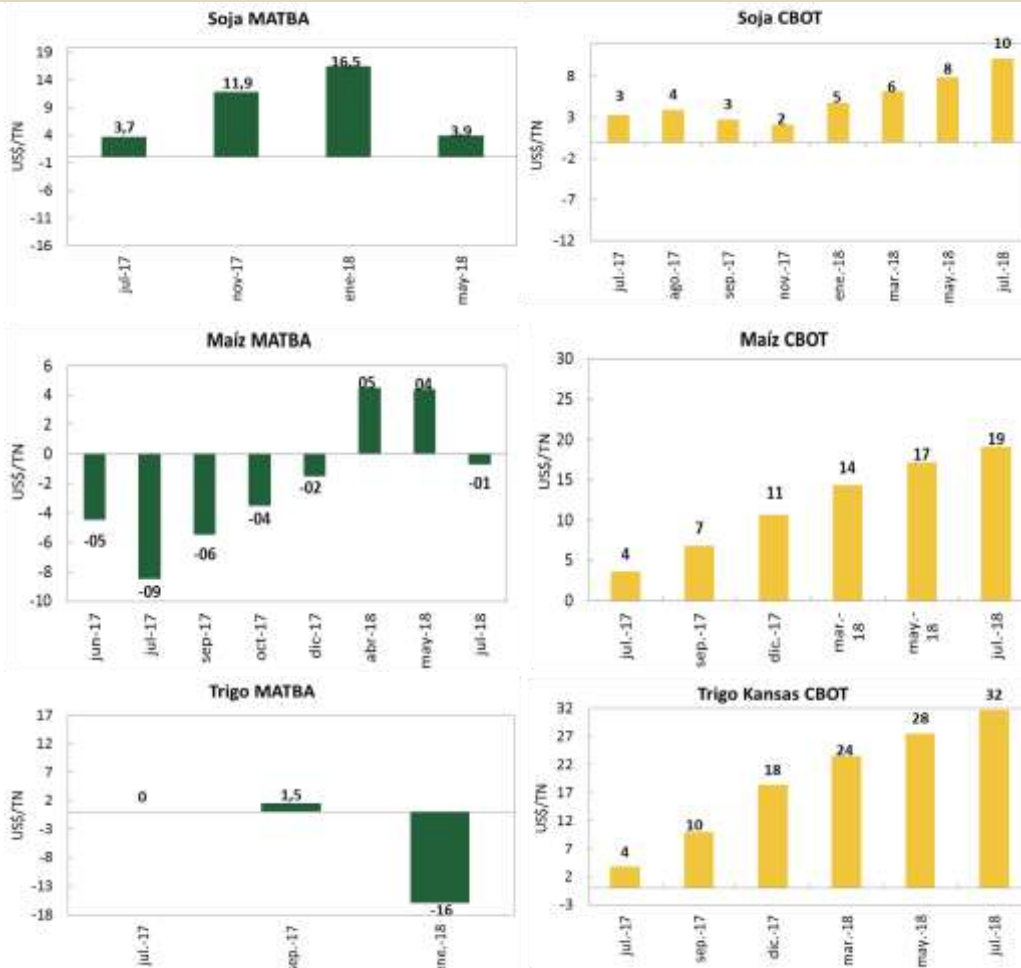 Soja MATBA
US$/TN
19
14
9
4
-1
-6
-11
-16
3,7
11,9
16,5
3,9
jul-17
nov-17
ene-18
may-18
Soja CBOT
US$/TN
8
3
-2
-7
-12
3
4
3
2
5
6
8
10
jul.-17
ago.-17
sep.-17
nov.-17
ene.-18
mar.-18
may.-18
jul.-18
Maíz MATBA
US$/TN
6
4
2
0
-2
-4
-6
-8
-10
-05
-09
-06
-04
-02
05
04
-01
jun-17
jul-17
sep-17
oct-17
dic-17
abr-18
may-18
jul-18
Maíz CBOT
US$/TN
30
25
20
15
10
5
0
4
7
11
14
17
19
jul.-17
sep.-17
dic.-17
mar.-
18
may.-
18
jul.-18
Trigo MATBA
US$/TN
17
12
7
2
-3
-8
-13
-18
0
1,5
-16
jul.-17
sep.-17
ene.-18
Trigo Kansas CBOT
US$/TN
32
27
22
17
12
7
2
-3
4
10
18
24
28
32
jul.-17
sep.-17
dic.-17
mar.-18
may.-18
jul.-18